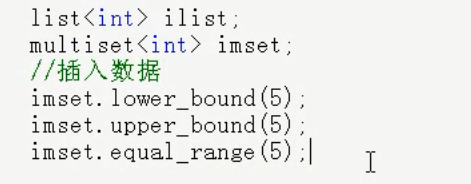 list<int> ilist;
multiset<int> imset;
//插入数据
imset.lower_bound(5);
imset.upper_bound(5);
imset.equal_range(5);